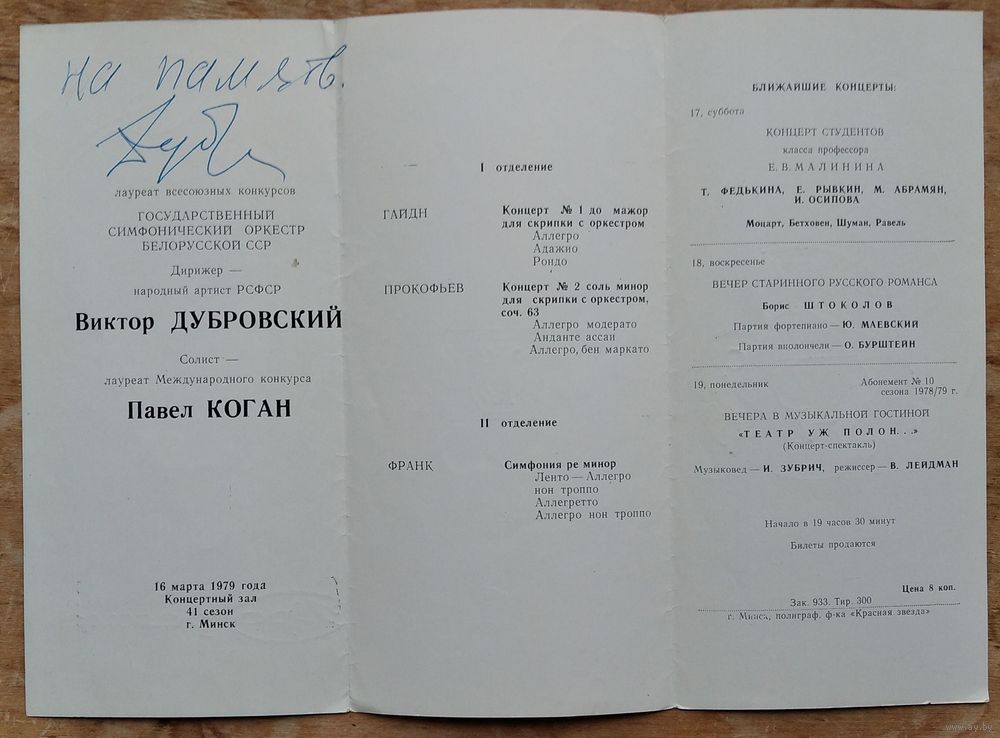 на память.
лауреат всесоюзных конкурсов
ГОСУДАРСТВЕННЫЙ
СИМФОНИЧЕСКИЙ ОРКЕСТР
БЕЛОРУССКОЙ ССР
Дирижер —
народный артист РСФСР
Виктор ДУБРОВСКИЙ
Солист —
лауреат Международного конкурса
Павел КОГАН
16 марта 1979 года
Концертный зал
41 сезон
г. Минск
I отделение
ГАЙДН Концерт № 1 до мажор
для скрипки с оркестром
Аллегро
Адажио
Рондо
ПРОКОФЬЕВ Концерт № 2 соль минор
для скрипки с оркестром,
соч. 63
Аллегро модерато
Анданте ассаи
Аллегро, бен маркато
II отделение
ФРАНК Симфония ре минор
Ленто — Аллегро
нон троппо
Аллегретто
Аллегро нон троппо
БЛИЖАЙШИЕ КОНЦЕРТЫ:
17, суббота
КОНЦЕРТ СТУДЕНТОВ
класса профессора
Е. В. МАЛИНИНА
Т. ФЕДЬКИНА, Е. РЫВКИН, М. АБРАМЯН,
И. ОСИПОВА
Моцарт, Бетховен, Шуман, Равель
18, воскресенье
ВЕЧЕР СТАРИННОГО РУССКОГО РОМАНСА
Борис ШТОКОЛОВ
Партия фортепиано — Ю. МАЕВСКИЙ
Партия виолончели — О. БУРШТЕЙН
19, понедельник Абонемент № 10
сезона 1978/79 г.
ВЕЧЕРА В МУЗЫКАЛЬНОЙ ГОСТИНОЙ
«ТЕАТР УЖ ПОЛОН. . .»
(Концерт-спектакль)
Музыковед — И. ЗУБРИЧ, режиссер — В. ЛЕЙДМАН
Начало в 19 часов 30 минут
Билеты продаются
Цена 8 коп.
Зак. 933. Тир. 300
г. Минск, полиграф. ф-ка «Красная звезда»
www.ay.by